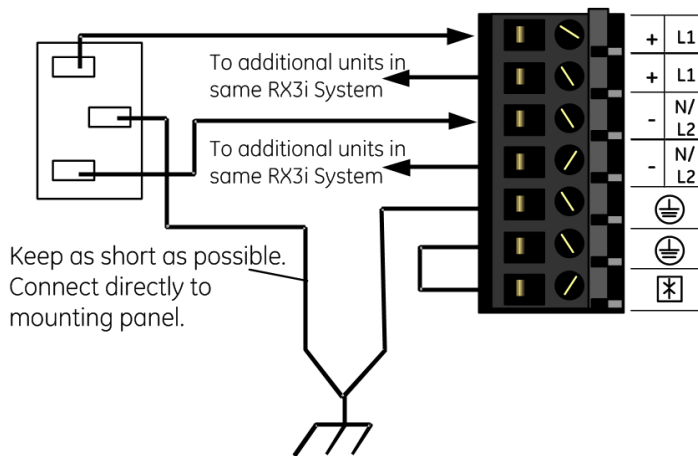 To additional units in
same RX3i System
To additional units in
same RX3i System
Keep as short as possible.
Connect directly to
mounting panel.
+ L1
+ L1
- N/
L2
- N/
L2